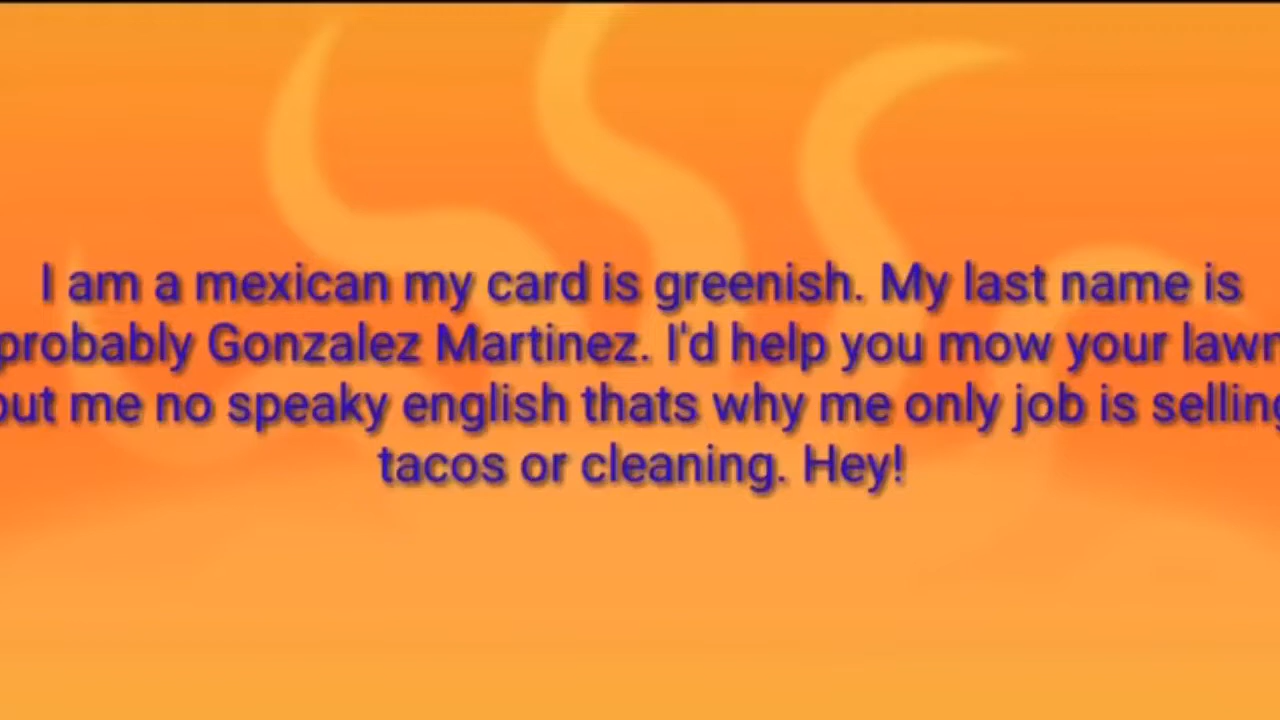 I am a mexican my card is greenish. My last name is
probably Gonzalez Martinez. I'd help you mow your lawn
but me no speaky english thats why me only job is selling
tacos or cleaning. Hey!